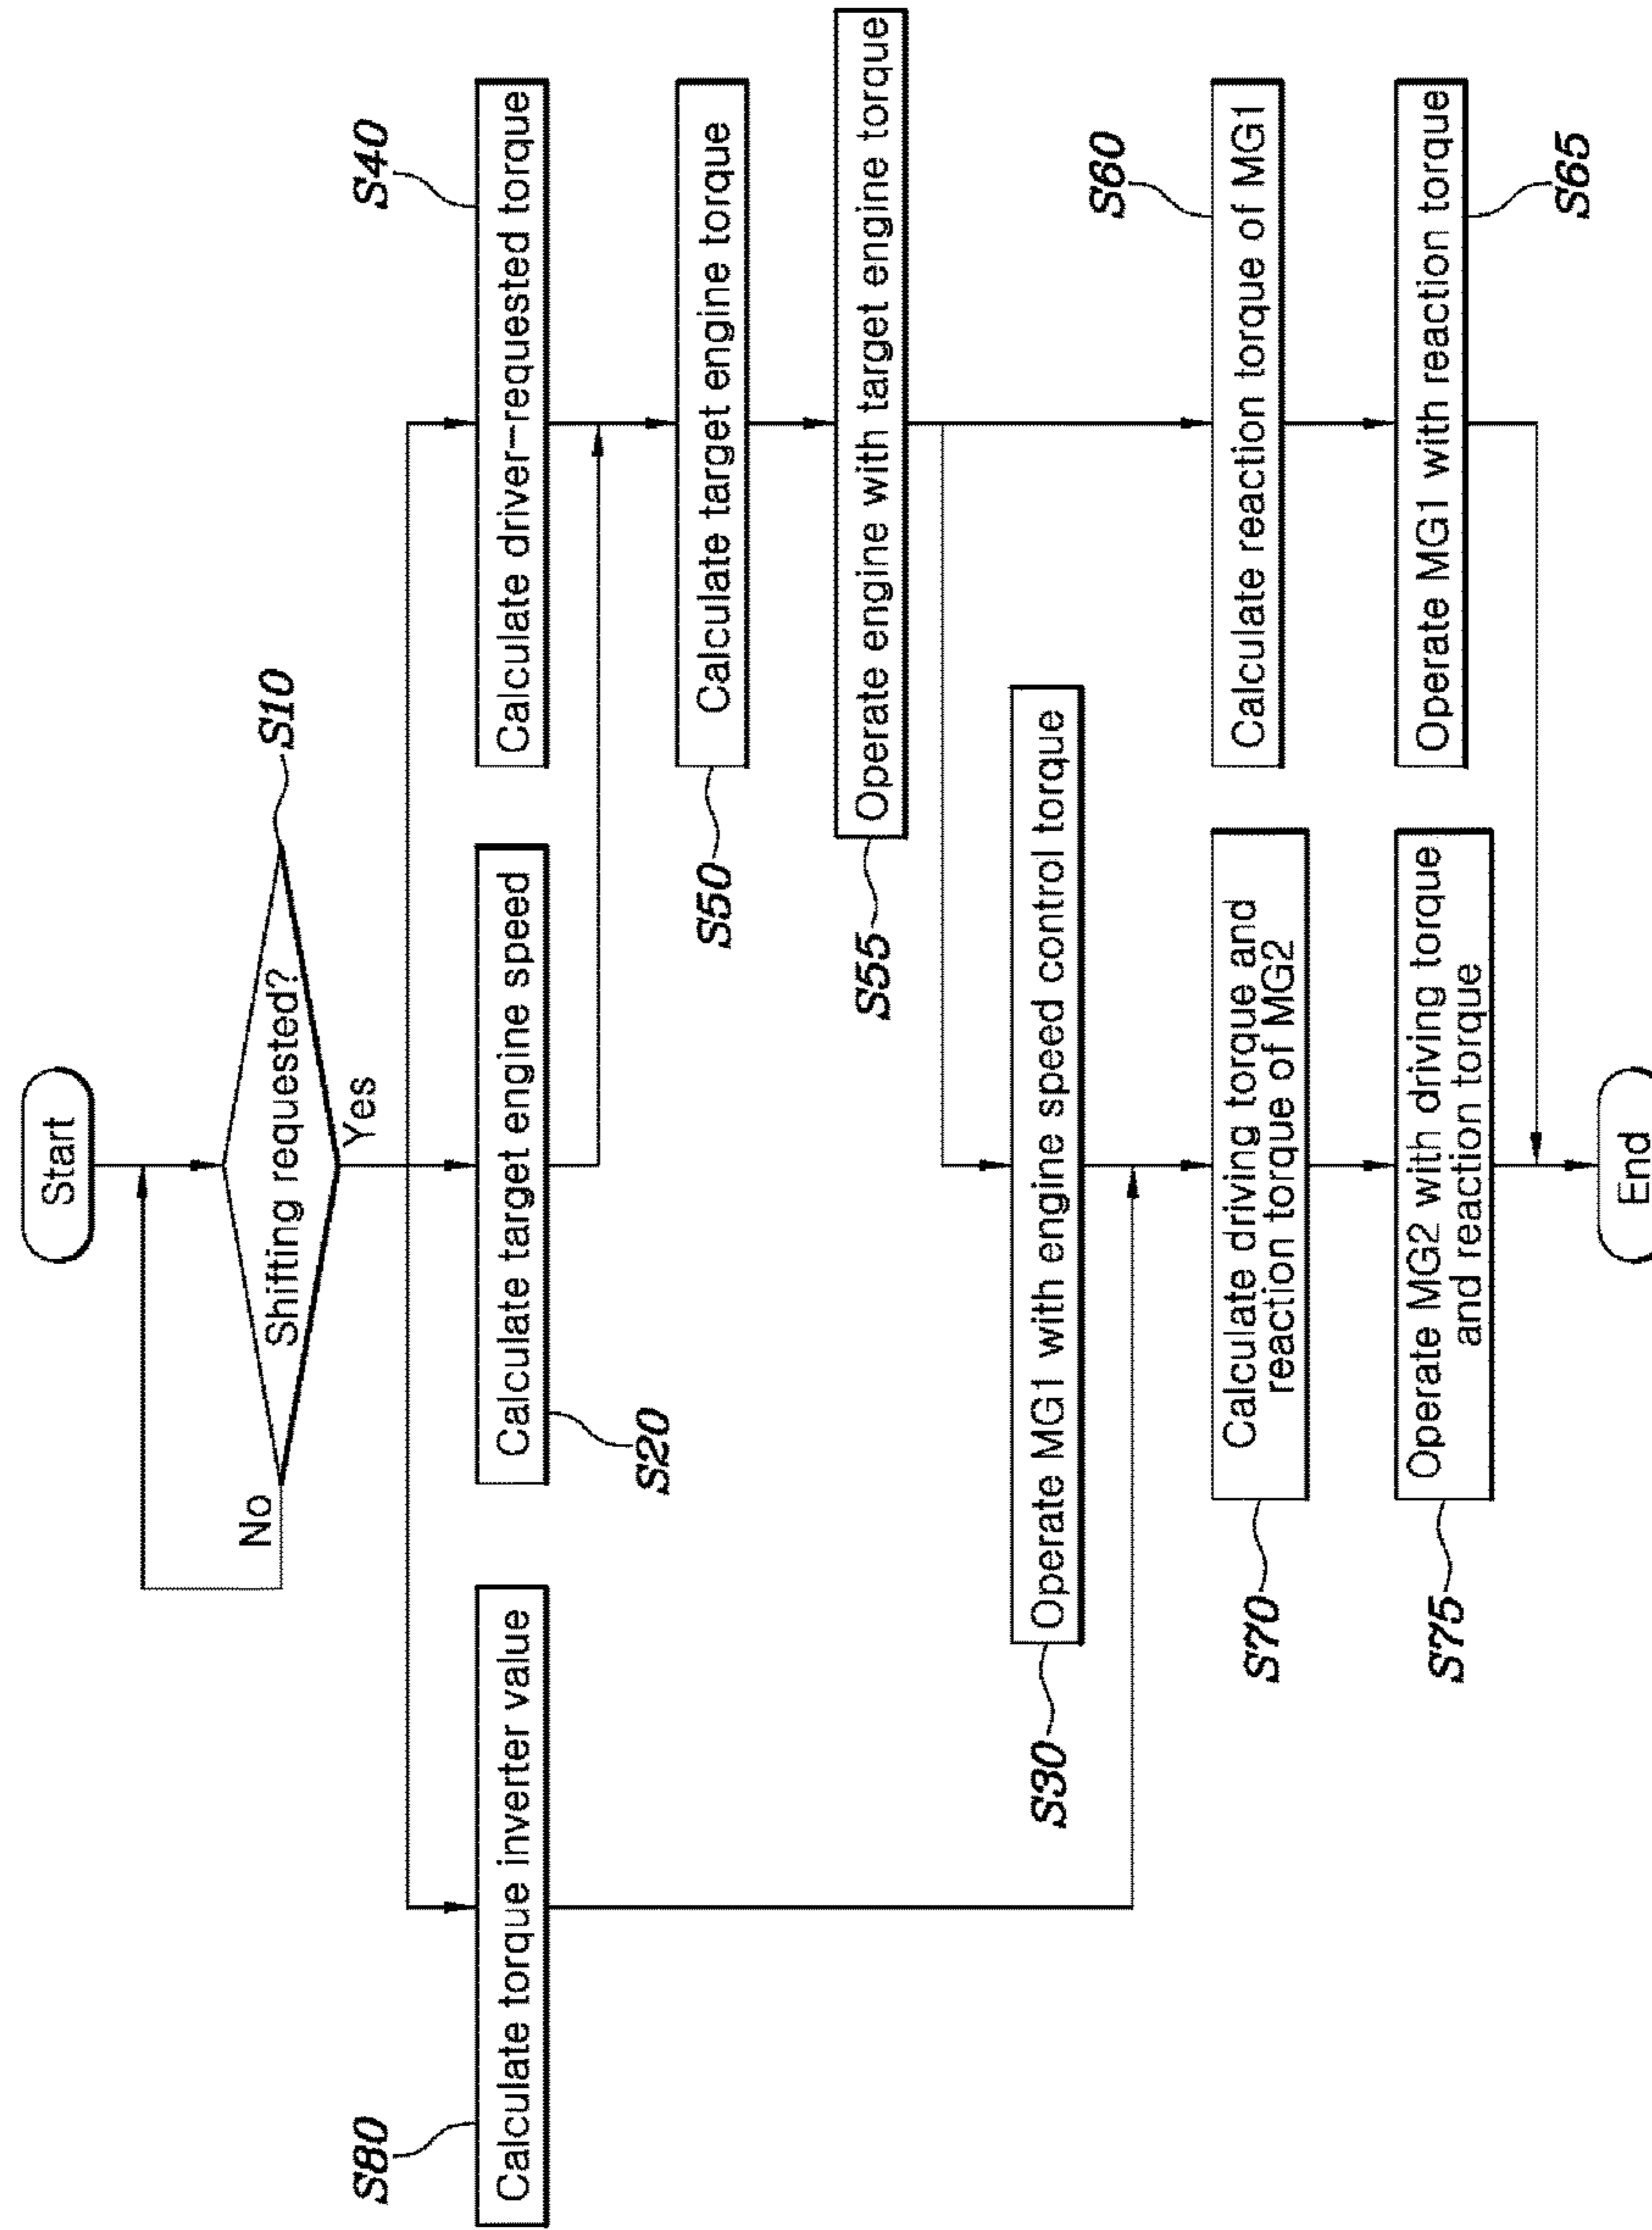 Start
Shifting requested?
S10
No
Yes
S80
Calculate torque inverter value
Calculate target engine speed
S20
S40
Calculate driver-requested torque
S50
Calculate target engine torque
S55
Operate engine with target engine torque
S30
Operate MG1 with engine speed control torque
S70
Calculate driving torque and
reaction torque of MG2
S60
Calculate reaction torque of MG1
S75
Operate MG2 with driving torque
and reaction torque
Operate MG1 with reaction torque
S65
End